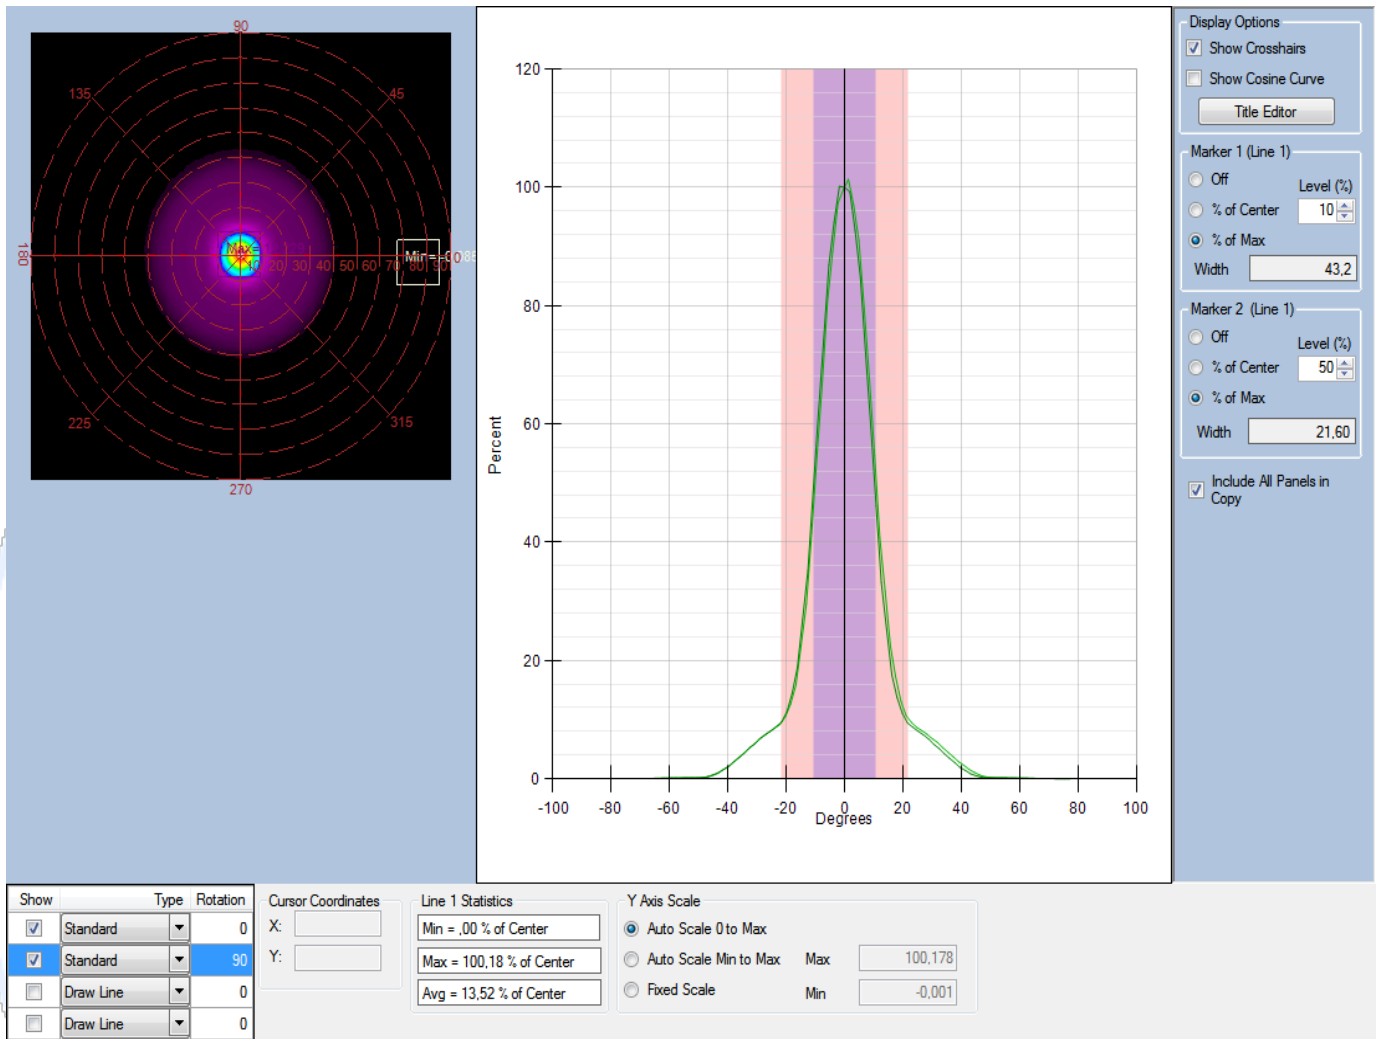 90
135
45
Max=
Min = -0,085
180
10 20 30 40 50 60 70 80 90
0
225
315
270
120
100
80
60
40
20
0
Percent
-100 -80 -60 -40 -20 0 20 40 60 80 100
Degrees
Display Options
Show Crosshairs
Show Cosine Curve
Title Editor
Marker 1 (Line 1)
Off
Level (%)
% of Center 10
% of Max
Width 43,2
Marker 2 (Line 1)
Off
Level (%)
% of Center 50
% of Max
Width 21,60
Include All Panels in
Copy
Show Type Rotation
Standard 0
Standard 90
Draw Line 0
Draw Line 0
Cursor Coordinates
X:
Y:
Line 1 Statistics
Min = ,00 % of Center
Max = 100,18 % of Center
Avg = 13,52 % of Center
Y Axis Scale
Auto Scale 0 to Max
Auto Scale Min to Max Max 100,178
Fixed Scale Min -0,001